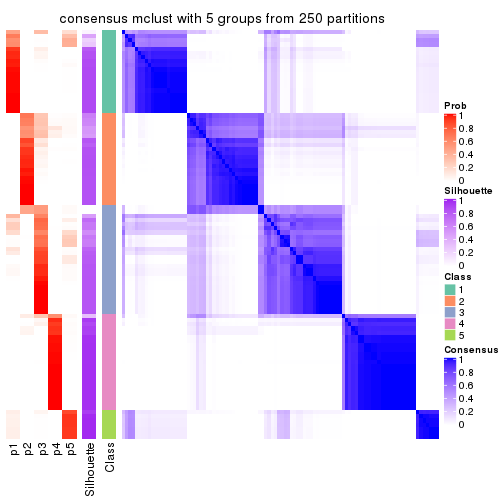 consensus mclust with 5 groups from 250 partitions
Prob
1
0.8
0.6
0.4
0.2
0
Silhouette
1
0.8
0.6
0.4
0.2
0
Class
1
2
3
4
5
Consensus
1
0.8
0.6
0.4
0.2
0
p1
p2
p3
p4
p5
Silhouette
Class